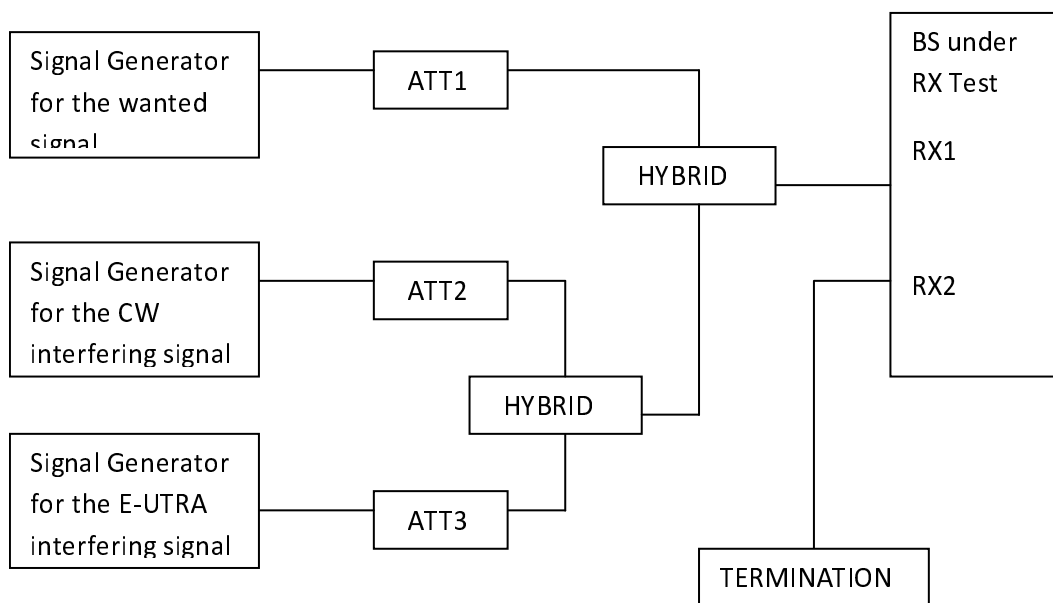 Signal Generator
for the wanted
signal
ATT1
HYBRID
BS under
RX Test
RX1
RX2
Signal Generator
for the CW
interfering signal
ATT2
HYBRID
Signal Generator
for the E-UTRA
interfering signal
ATT3
TERMINATION